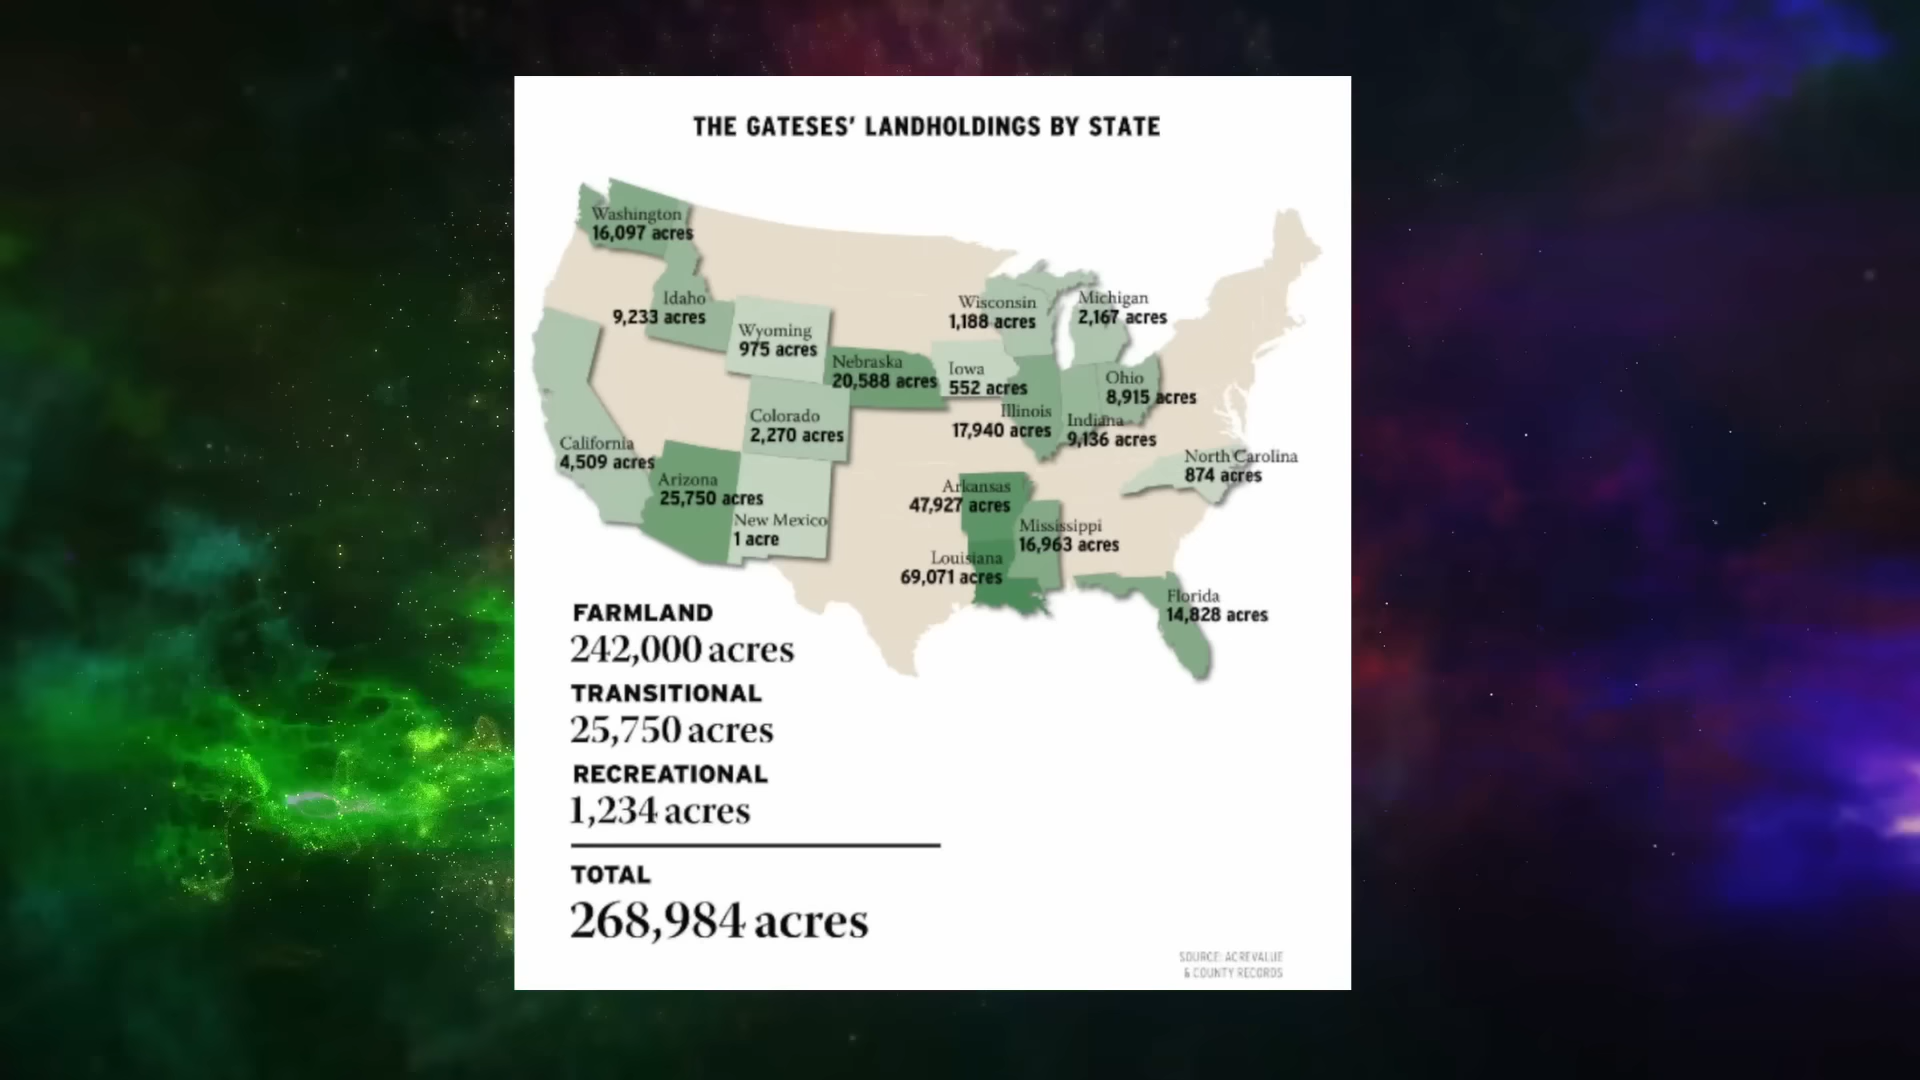 THE GATESES’ LANDHOLDINGS BY STATE
Washington
16,097 acres
Idaho
9,233 acres
Wyoming
975 acres
Nebraska
20,588 acres
Wisconsin
1,188 acres
Michigan
2,167 acres
Iowa
552 acres
Ohio
8,915 acres
Illinois
17,940 acres
Indiana
9,136 acres
Colorado
2,270 acres
California
4,509 acres
Arizona
25,750 acres
New Mexico
1 acre
North Carolina
874 acres
Arkansas
47,927 acres
Mississippi
16,963 acres
Louisiana
69,071 acres
Florida
14,828 acres
FARMLAND
242,000 acres
TRANSITIONAL
25,750 acres
RECREATIONAL
1,234 acres
TOTAL
268,984 acres
SOURCE: ACREVALUE
& COUNTY RECORDS